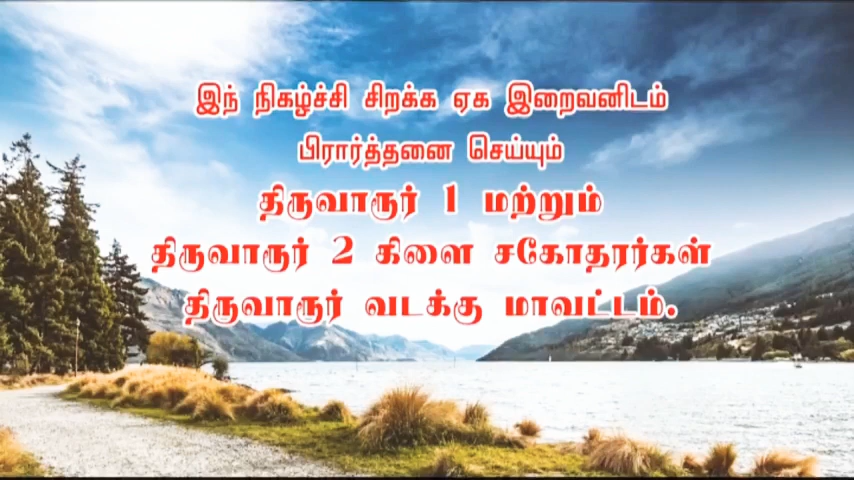 இந் நிகழ்ச்சி சிறக்க ஏக இறைவனிடம்
பிரார்த்தனை செய்யும்
திருவாரூர் 1 மற்றும்
திருவாரூர் 2 கிளை சகோதரர்கள்
திருவாரூர் வடக்கு மாவட்டம்.